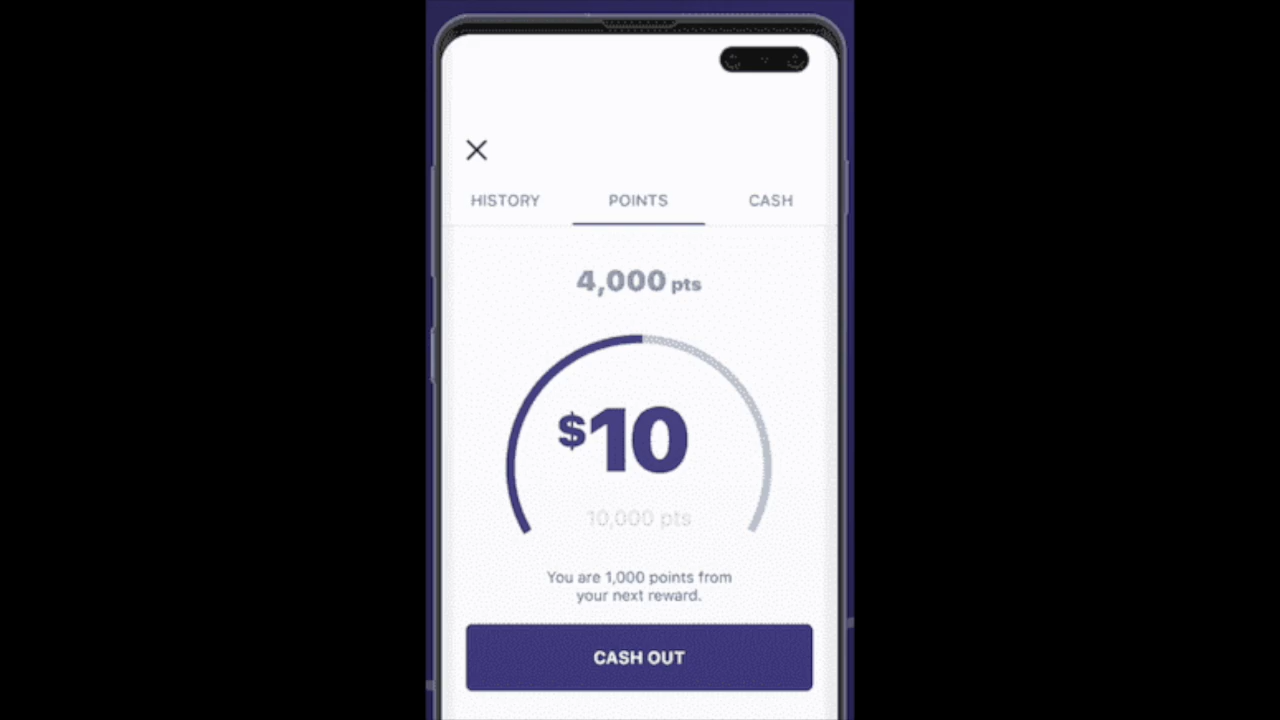 HISTORY POINTS CASH
4,000 pts
$10
10,000 pts
You are 1,000 points from
your next reward.
CASH OUT